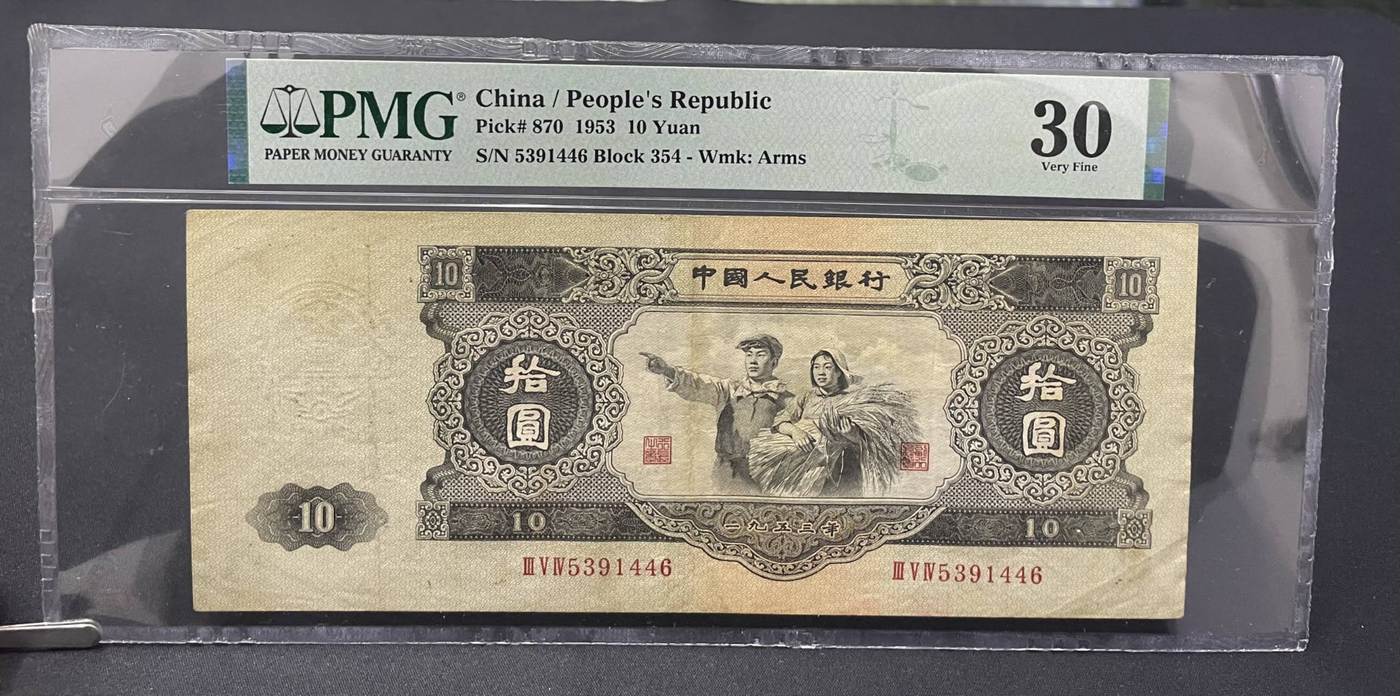 PMG®
PAPER MONEY GUARANTY
China / People's Republic
Pick# 870 1953 10 Yuan
S/N 5391446 Block 354 - Wmk: Arms
30
Very Fine
10
中國人民銀行
10
拾圓
拾圓
10
10
一九五三年
10
ⅢⅤⅣ5391446
ⅢⅤⅣ5391446